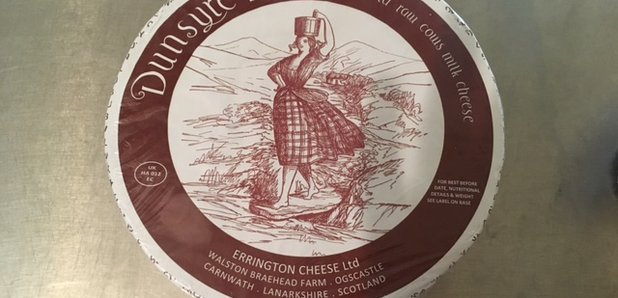 Dunsyre
raw cows milk cheese
UK
HA 012
EC
FOR BEST BEFORE
DATE, NUTRITIONAL
DETAILS & WEIGHT
SEE LABEL ON BASE
ERRINGTON CHEESE Ltd
WALSTON BRAEHEAD FARM . OGSCASTLE
CARNWATH . LANARKSHIRE . SCOTLAND